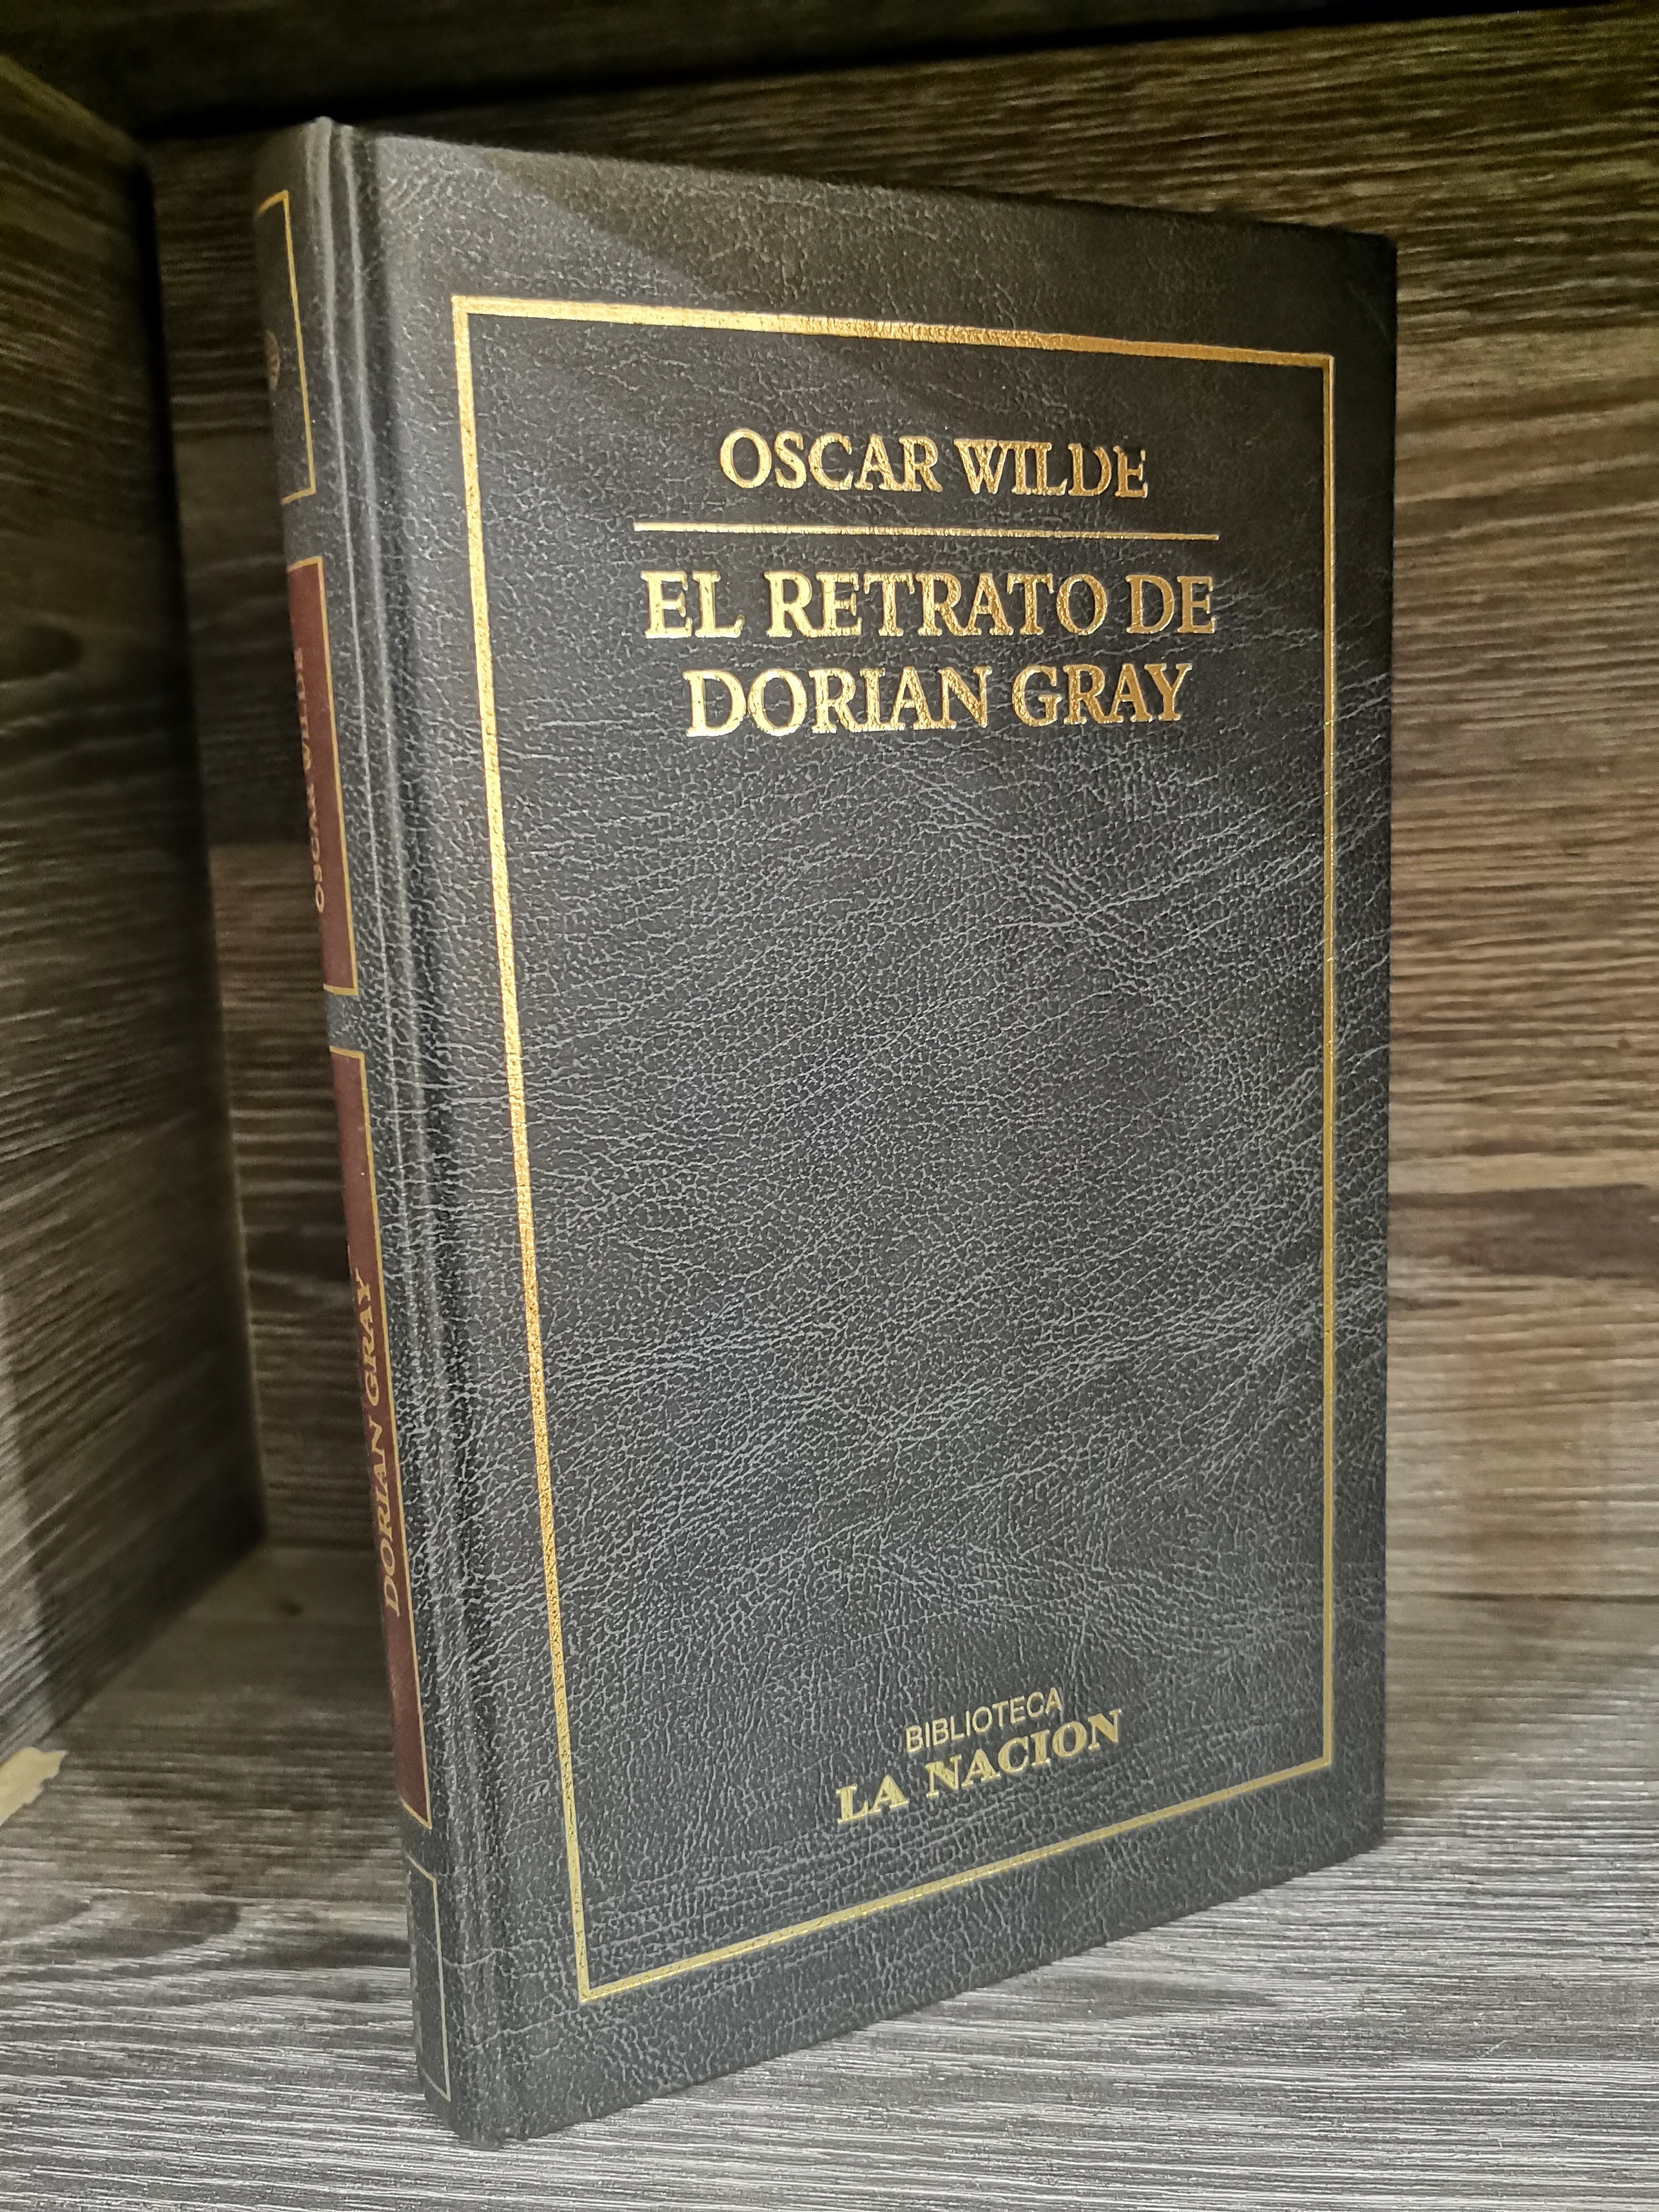 OSCAR WILDE
EL RETRATO DE
DORIAN GRAY
BIBLIOTECA
LA NACION
OSCAR WILDE
DORIAN GRAY